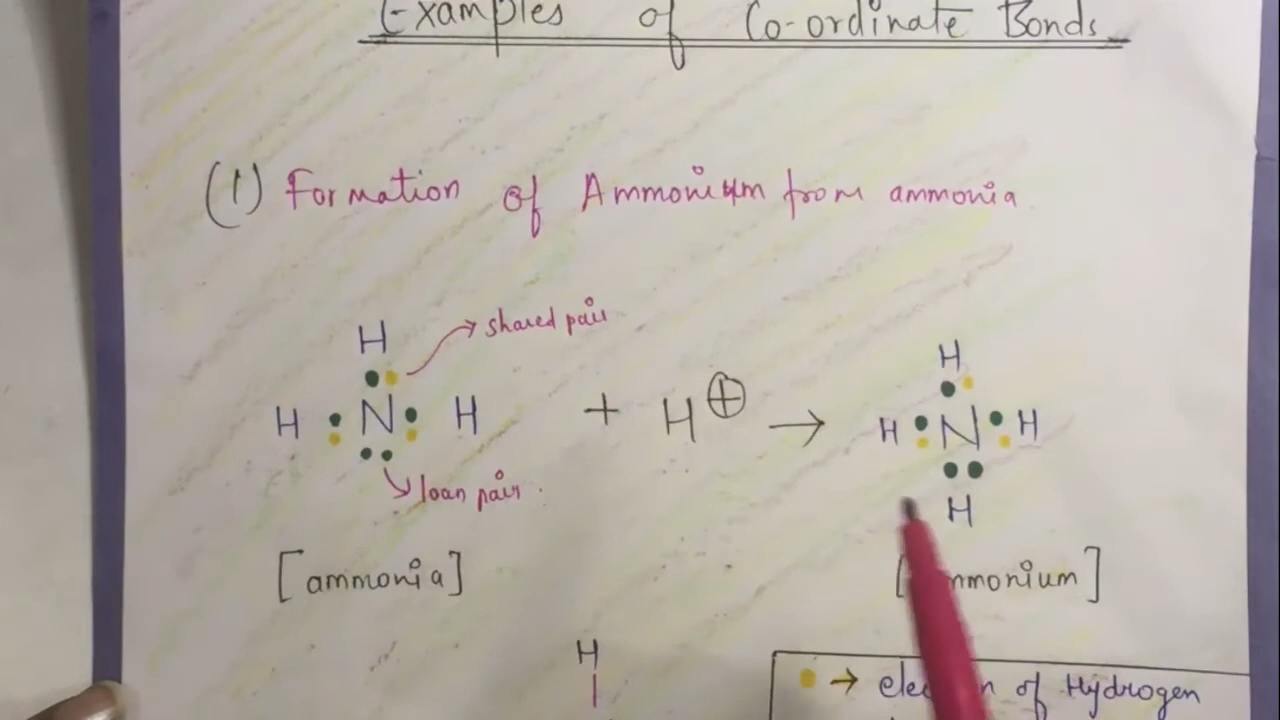 Examples of Co-ordinate Bonds
(1) Formation of Ammonium from ammonia
H
shared pair
H N H + H⊕ → H N H
H
loan pair
H
[ammonia]
[mmonium]
H
→ of Hydrogen